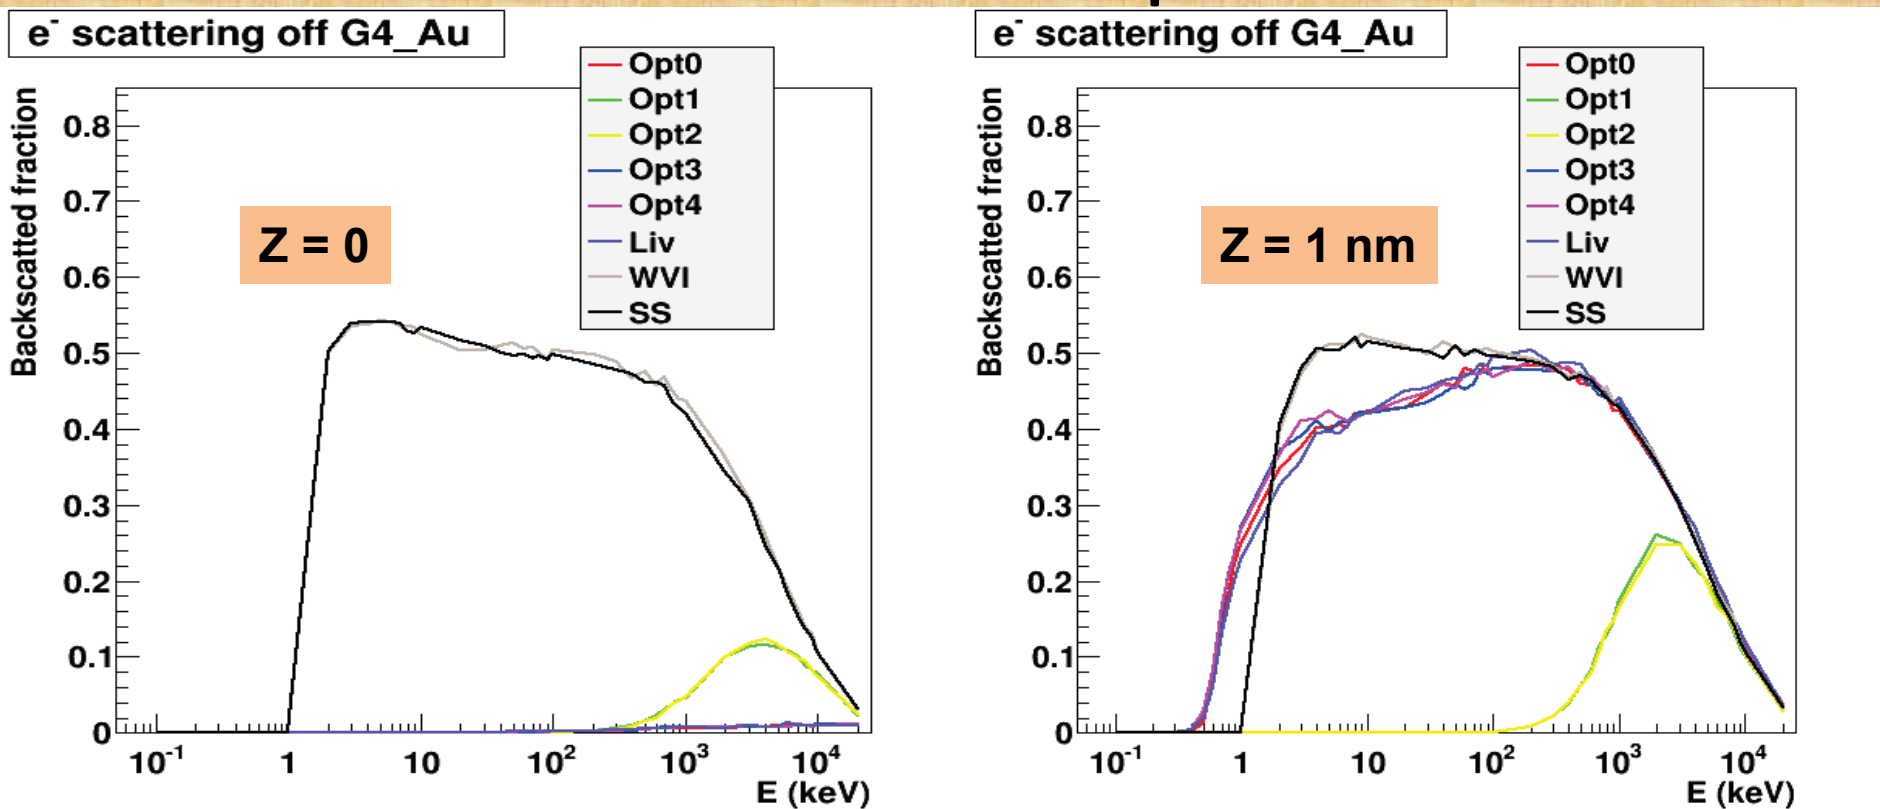 e- scattering off G4_Au
Backscatted fraction
0.8
0.7
0.6
0.5
0.4
0.3
0.2
0.1
0
Opt0
Opt1
Opt2
Opt3
Opt4
Liv
WVI
SS
Z = 0
10-1 1 10 10² 10³ 10⁴
E (keV)
e- scattering off G4_Au
Backscatted fraction
0.8
0.7
0.6
0.5
0.4
0.3
0.2
0.1
0
Opt0
Opt1
Opt2
Opt3
Opt4
Liv
WVI
SS
Z = 1 nm
10-1 1 10 10² 10³ 10⁴
E (keV)